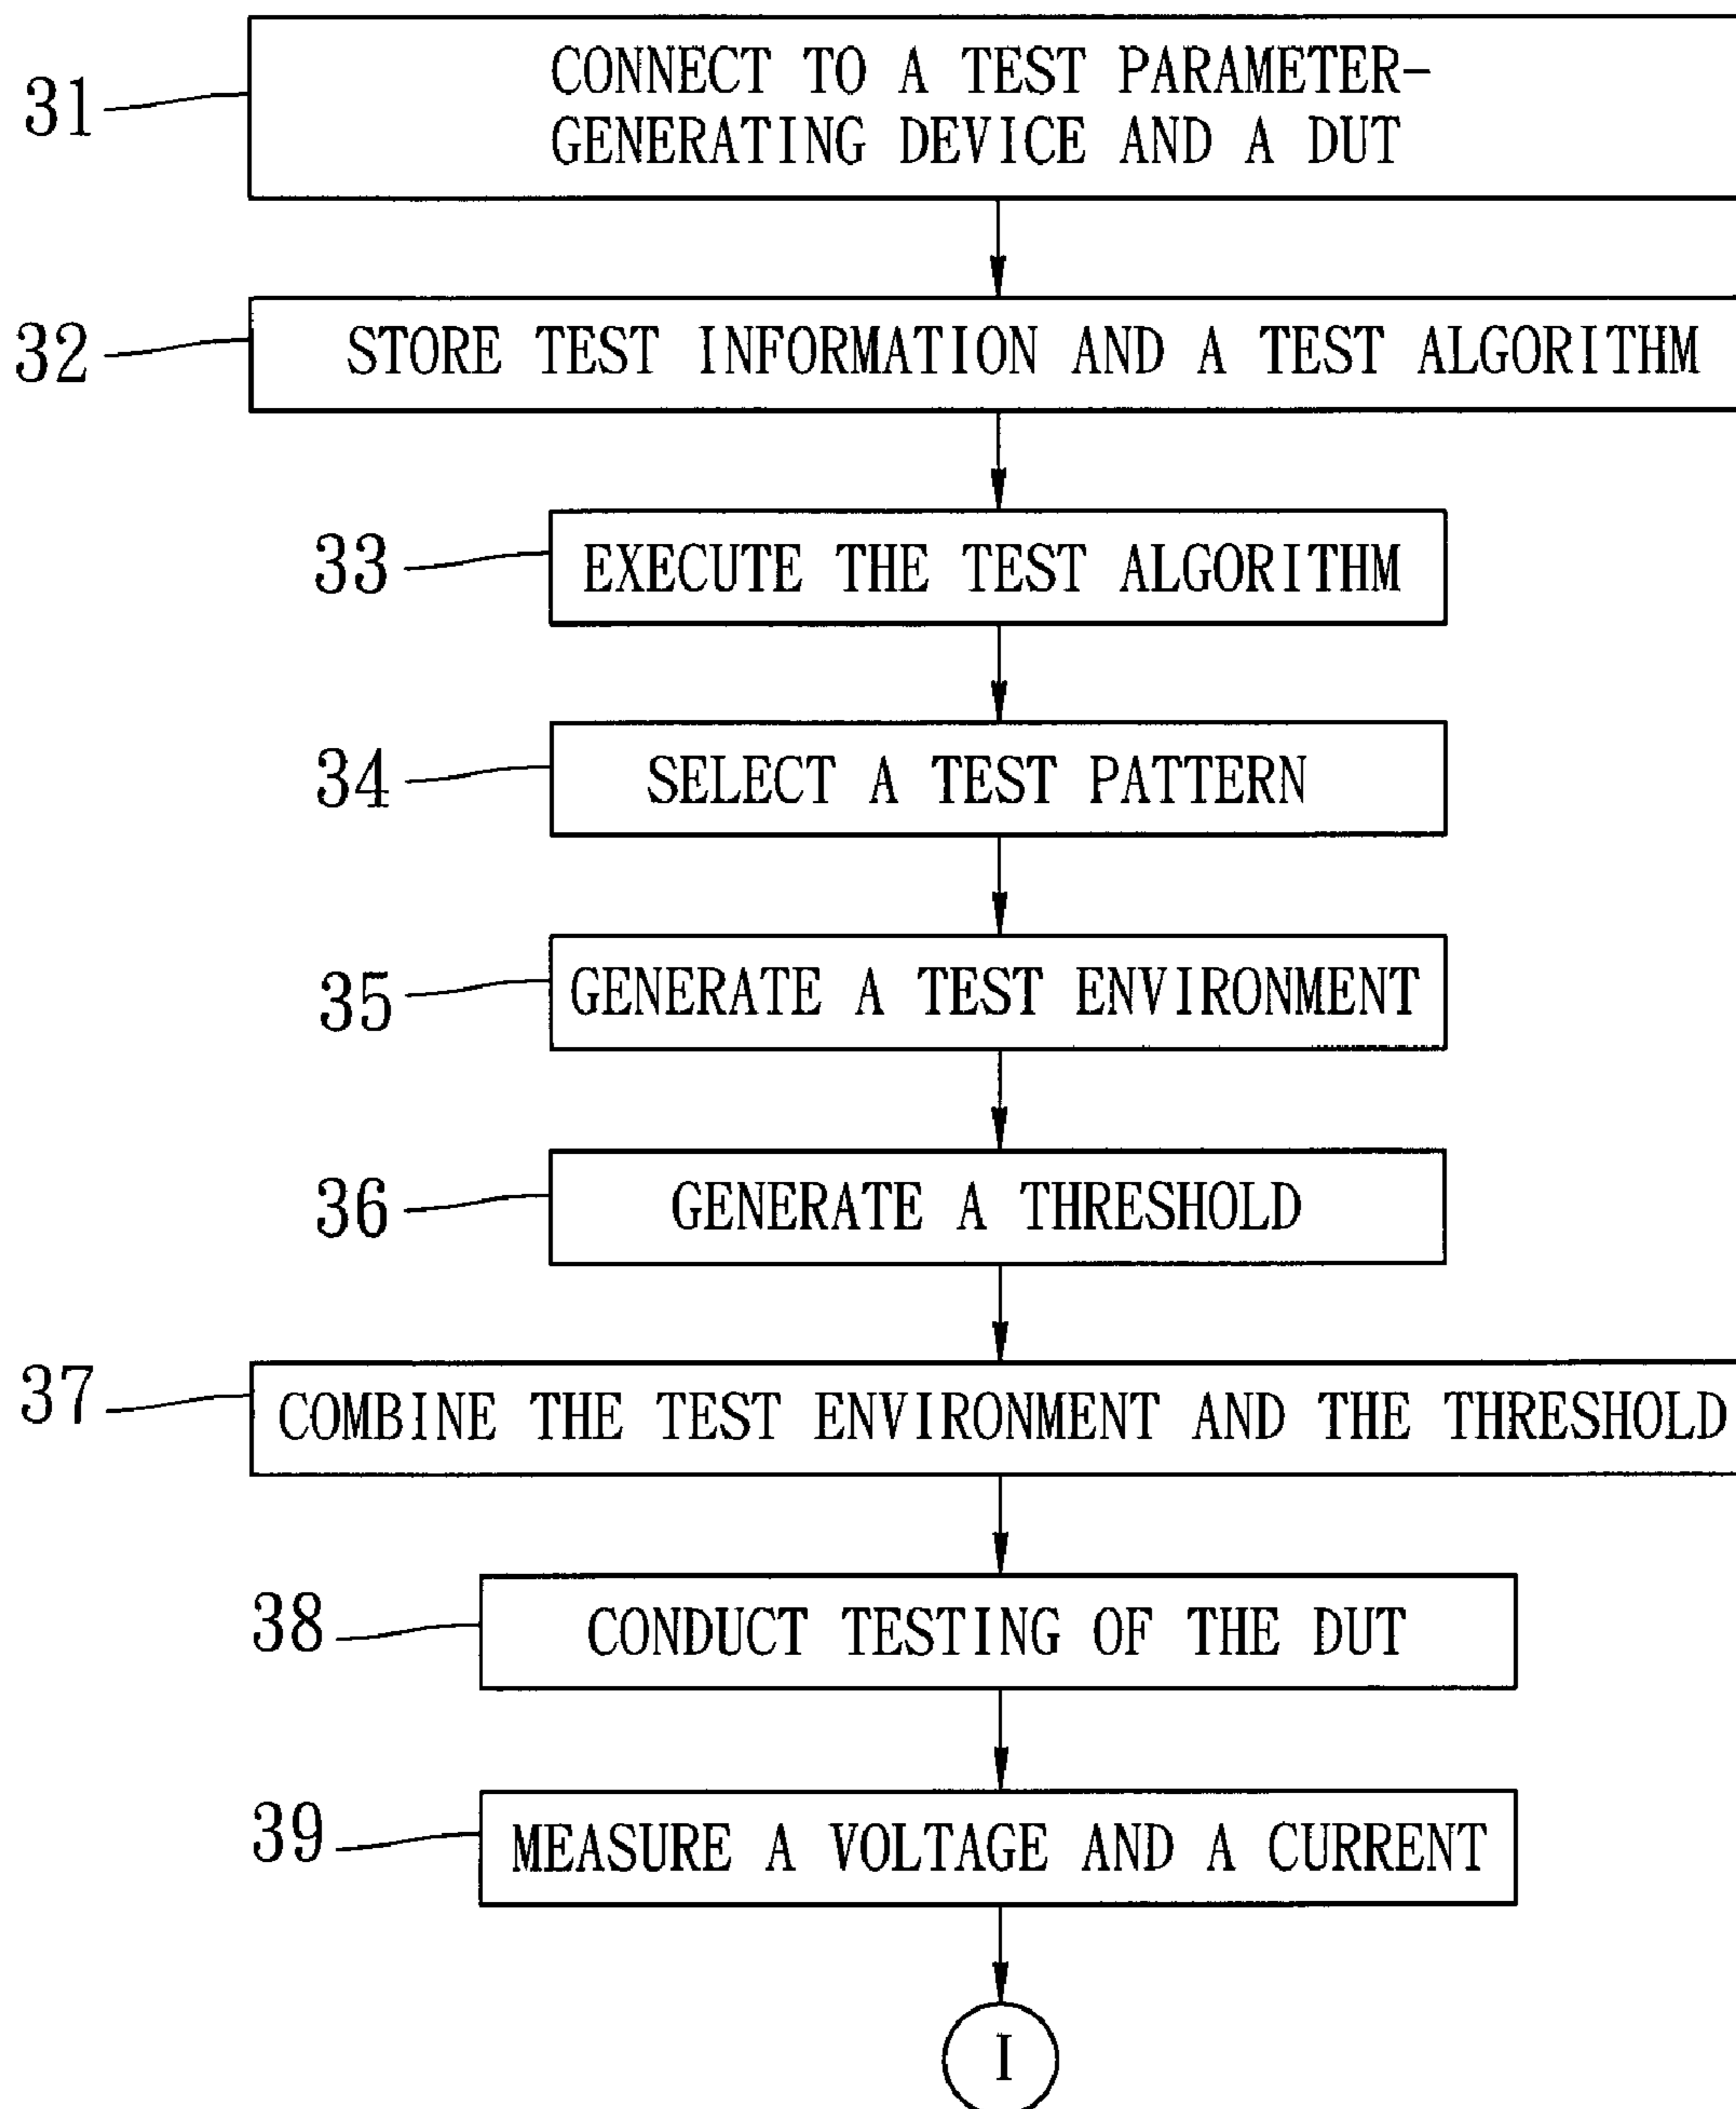 31
CONNECT TO A TEST PARAMETER-
GENERATING DEVICE AND A DUT
32
STORE TEST INFORMATION AND A TEST ALGORITHM
33
EXECUTE THE TEST ALGORITHM
34
SELECT A TEST PATTERN
35
GENERATE A TEST ENVIRONMENT
36
GENERATE A THRESHOLD
37
COMBINE THE TEST ENVIRONMENT AND THE THRESHOLD
38
CONDUCT TESTING OF THE DUT
39
MEASURE A VOLTAGE AND A CURRENT
I